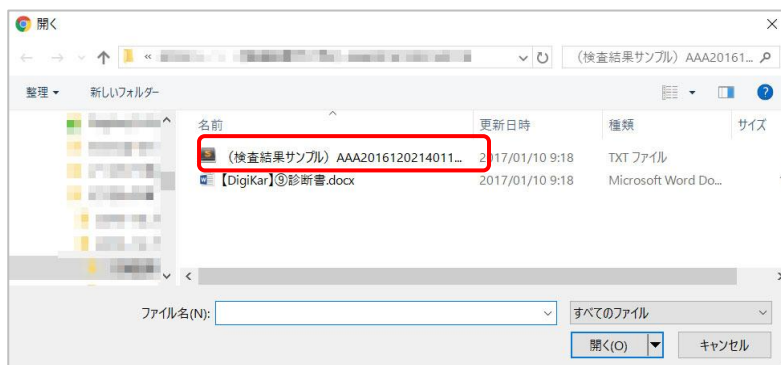 開く
« 
(検査結果サンプル) AAA20161...
整理 新しいフォルダー
名前 更新日時 種類 サイズ
(検査結果サンプル) AAA2016120214011... 2017/01/10 9:18 TXT ファイル
【DigiKar】⑨診断書.docx 2017/01/10 9:18 Microsoft Word Do...
ファイル名(N): すべてのファイル
開く(O) キャンセル